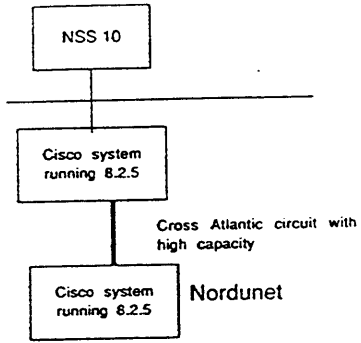 NSS 10
Cisco system
running 8.2.5
Cross Atlantic circuit with
high capacity
Cisco system
running 8.2.5
Nordunet